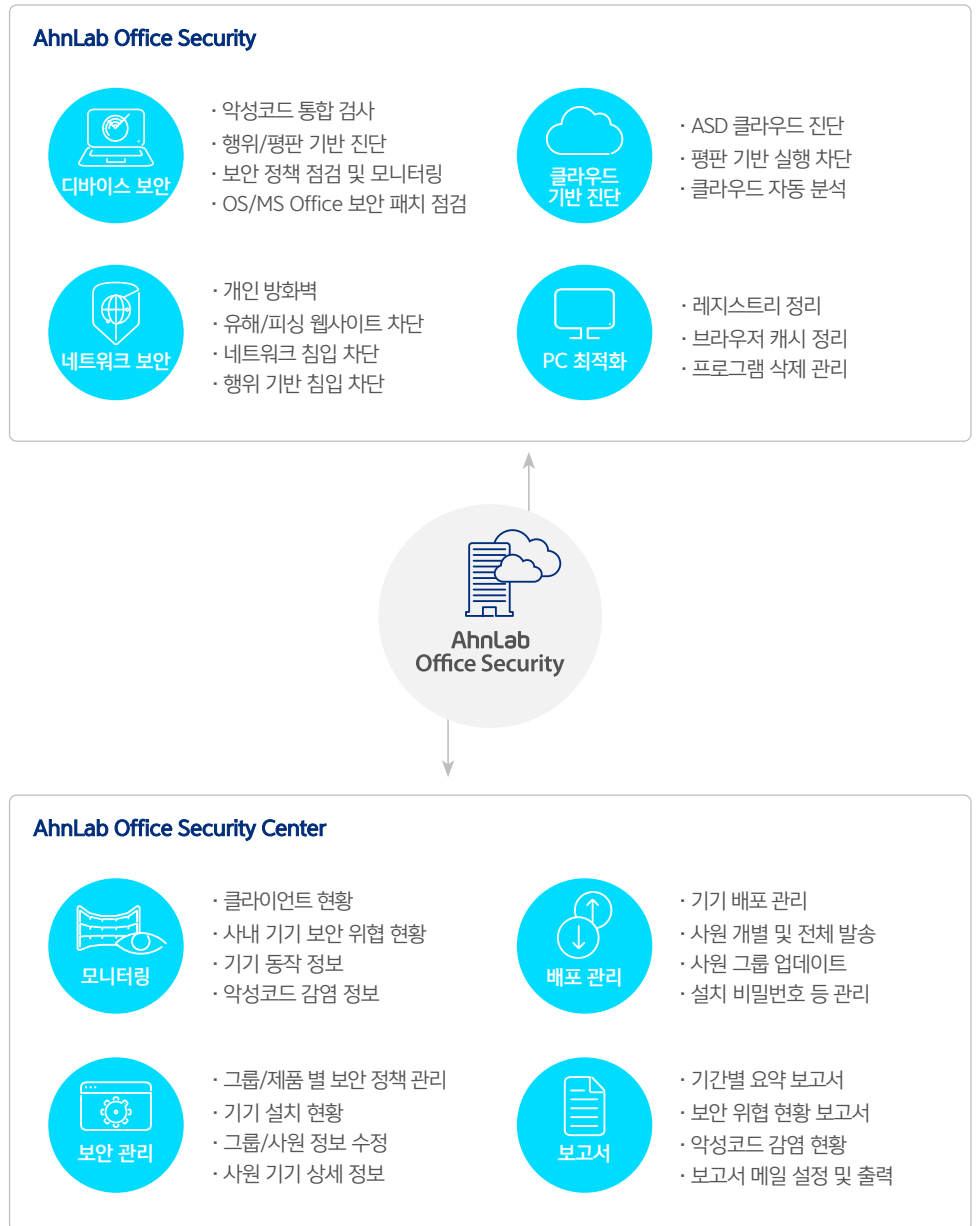 AhnLab Office Security
디바이스 보안
· 악성코드 통합 검사
· 행위/평판 기반 진단
· 보안 정책 점검 및 모니터링
· OS/MS Office 보안 패치 점검
클라우드
기반 진단
· ASD 클라우드 진단
· 평판 기반 실행 차단
· 클라우드 자동 분석
네트워크 보안
· 개인 방화벽
· 유해/피싱 웹사이트 차단
· 네트워크 침입 차단
· 행위 기반 침입 차단
PC 최적화
· 레지스트리 정리
· 브라우저 캐시 정리
· 프로그램 삭제 관리
AhnLab
Office Security
AhnLab Office Security Center
모니터링
· 클라이언트 현황
· 사내 기기 보안 위협 현황
· 기기 동작 정보
· 악성코드 감염 정보
배포 관리
· 기기 배포 관리
· 사원 개별 및 전체 발송
· 사원 그룹 업데이트
· 설치 비밀번호 등 관리
보안 관리
· 그룹/제품 별 보안 정책 관리
· 기기 설치 현황
· 그룹/사원 정보 수정
· 사원 기기 상세 정보
보고서
· 기간별 요약 보고서
· 보안 위협 현황 보고서
· 악성코드 감염 현황
· 보고서 메일 설정 및 출력